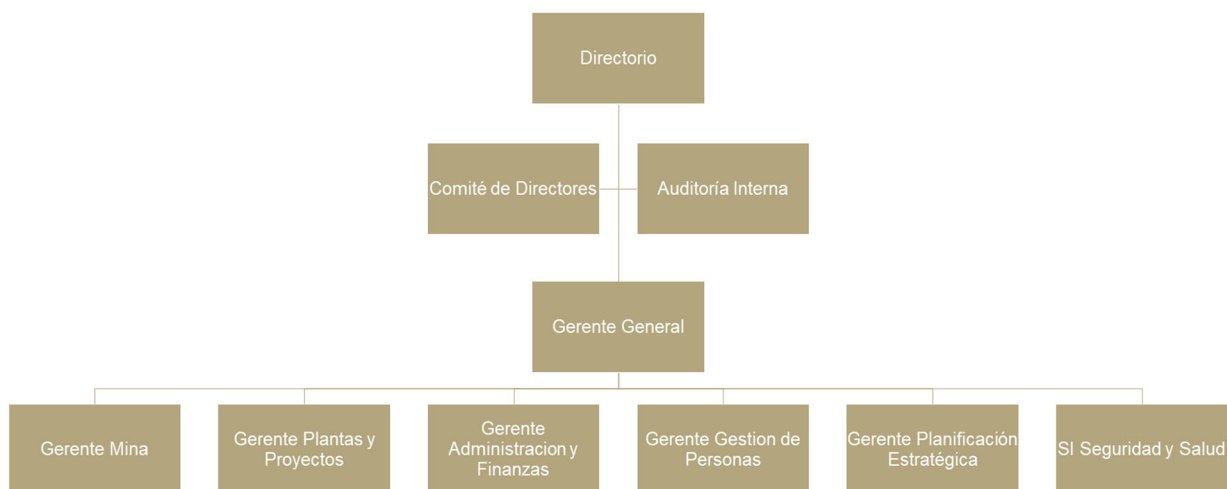 Directorio
Comité de Directores
Auditoría Interna
Gerente General
Gerente Mina
Gerente Plantas y
Proyectos
Gerente
Administracion y
Finanzas
Gerente Gestion de
Personas
Gerente Planificación
Estratégica
SI Seguridad y Salud